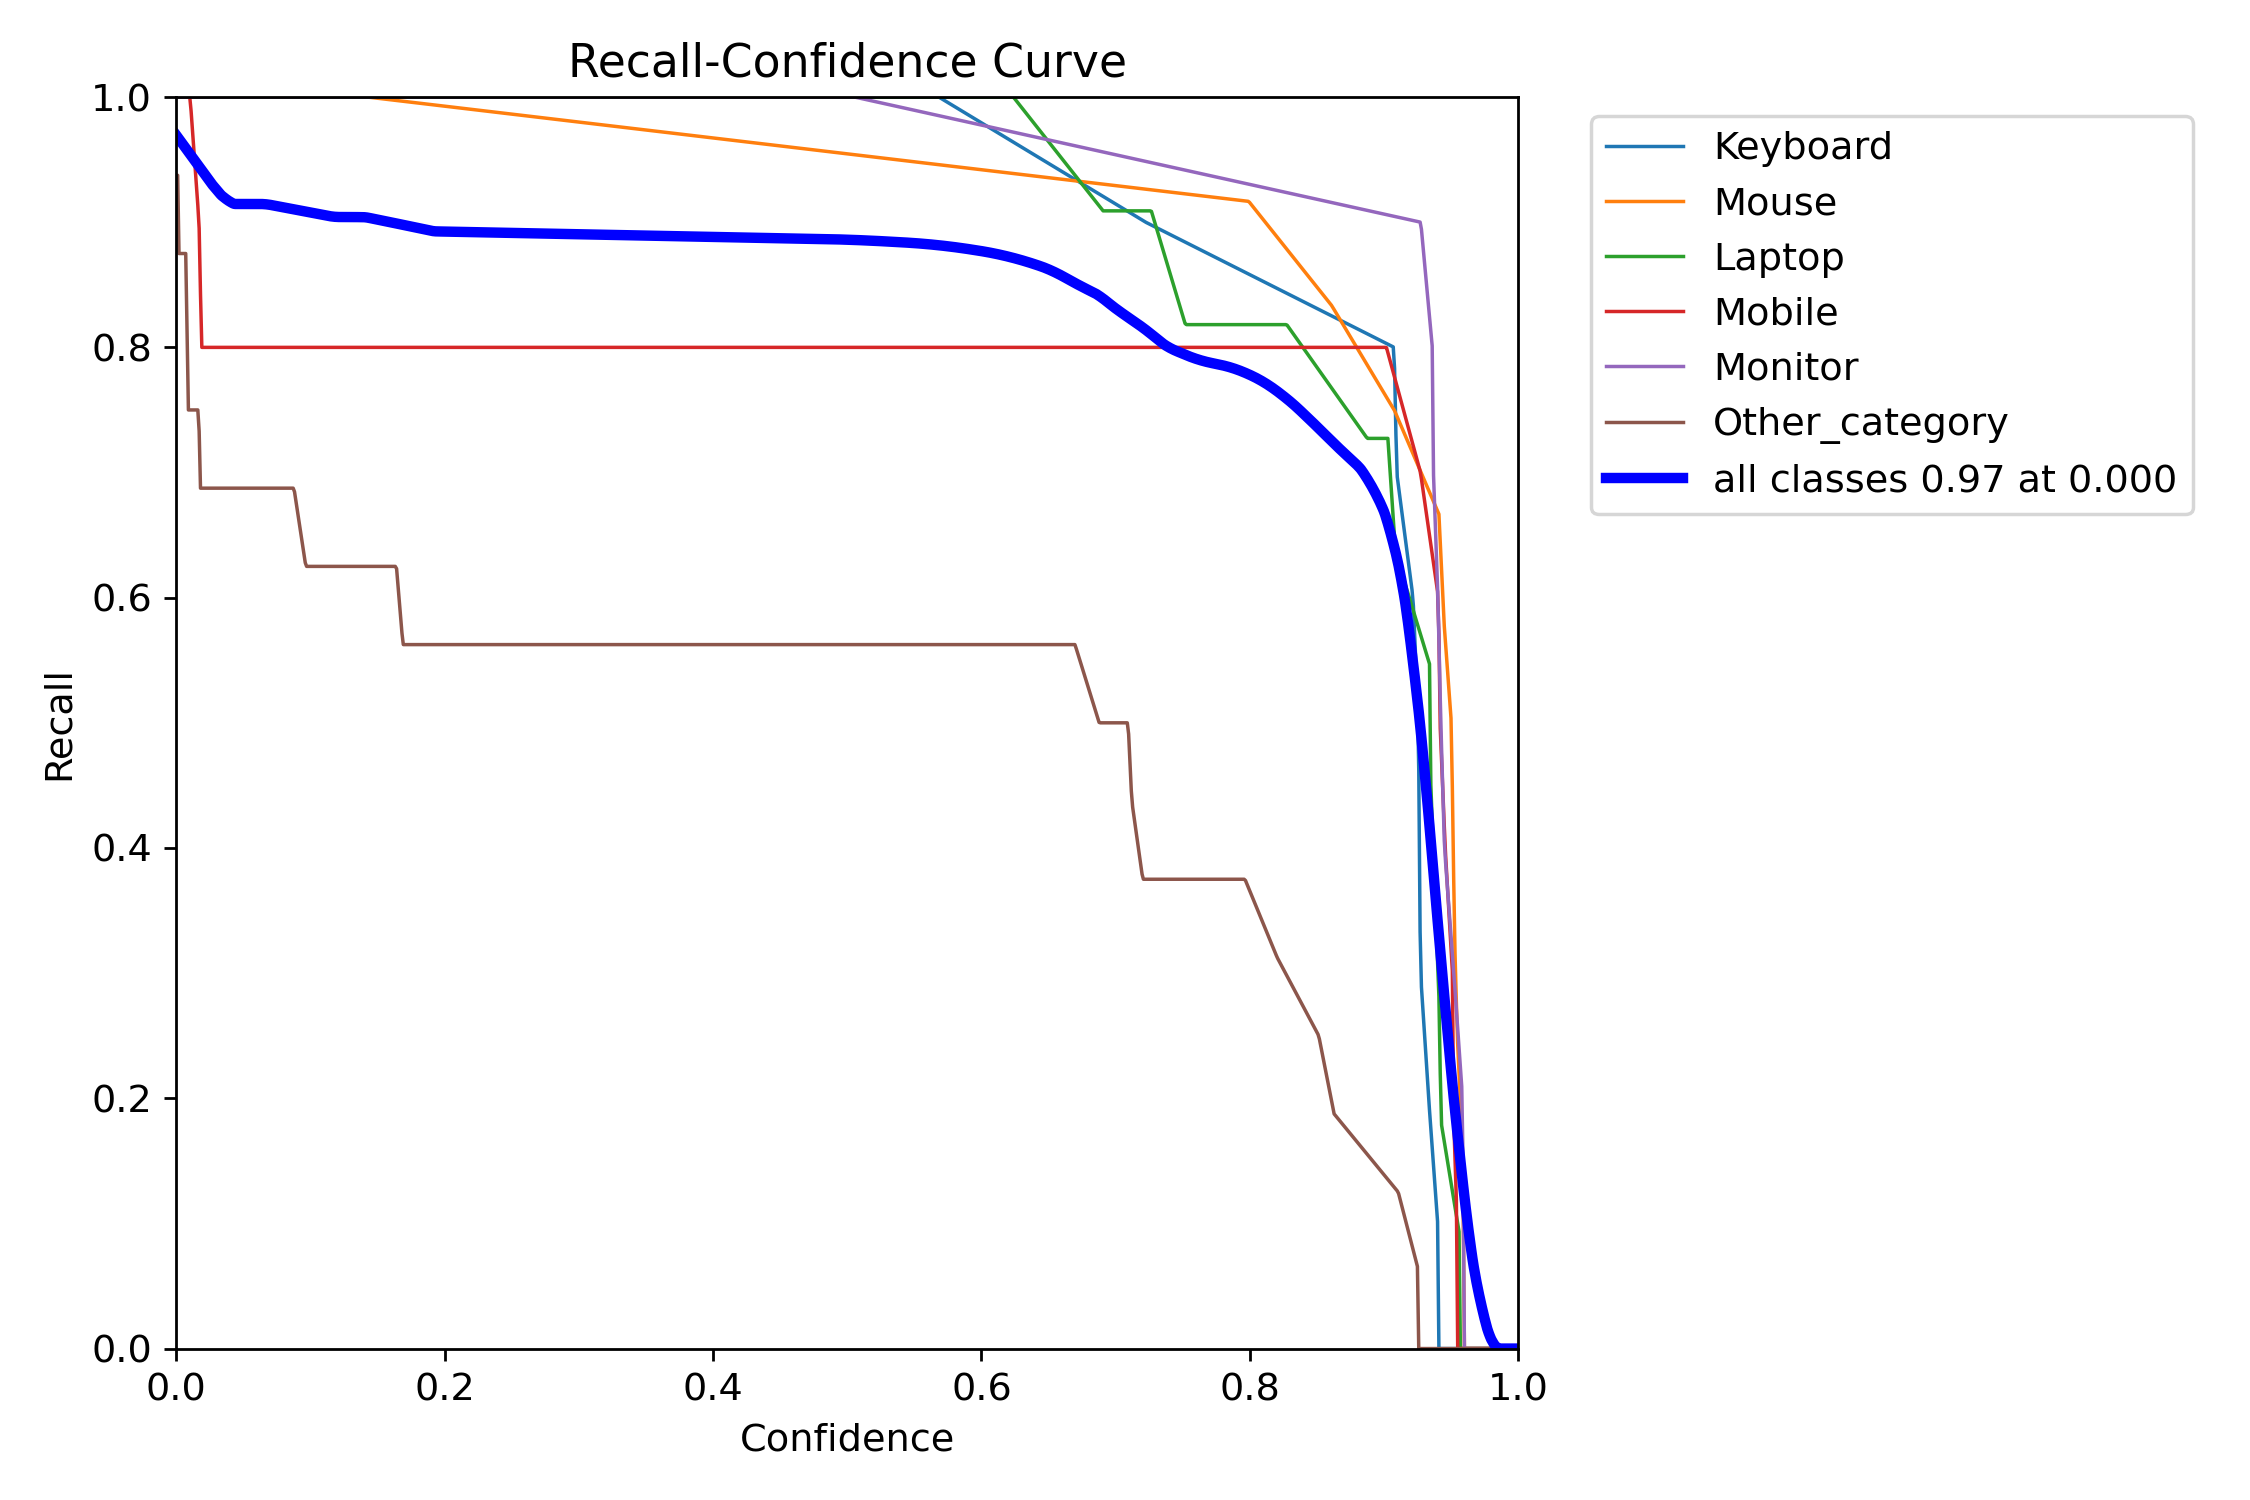 Recall-Confidence Curve
1.0
0.8
0.6
0.4
0.2
0.0
Recall
0.0 0.2 0.4 0.6 0.8 1.0
Confidence
Keyboard
Mouse
Laptop
Mobile
Monitor
Other_category
all classes 0.97 at 0.000